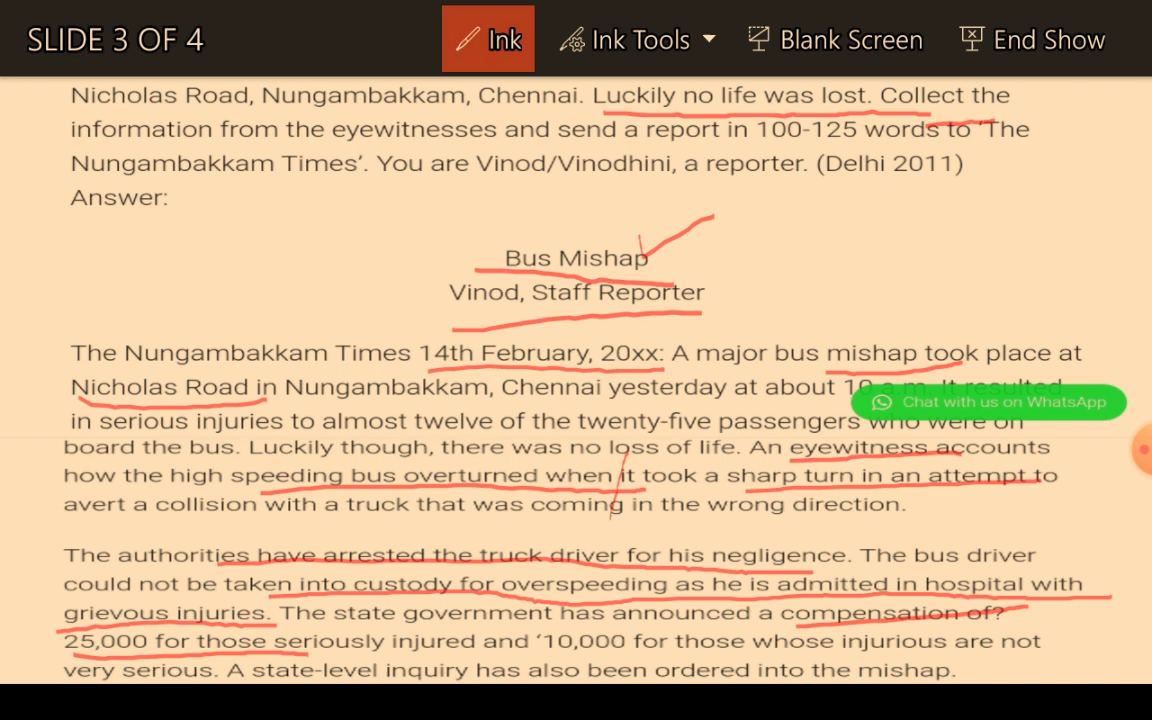 SLIDE 3 OF 4 Ink Ink Tools Blank Screen End Show
Nicholas Road, Nungambakkam, Chennai. Luckily no life was lost. Collect the
information from the eyewitnesses and send a report in 100-125 words to ‘The
Nungambakkam Times’. You are Vinod/Vinodhini, a reporter. (Delhi 2011)
Answer:
Bus Mishap
Vinod, Staff Reporter
The Nungambakkam Times 14th February, 20xx: A major bus mishap took place at
Nicholas Road in Nungambakkam, Chennai yesterday at about 10 a.m. It resulted
Chat with us on WhatsApp
in serious injuries to almost twelve of the twenty-five passengers who were on
board the bus. Luckily though, there was no loss of life. An eyewitness accounts
how the high speeding bus overturned when it took a sharp turn in an attempt to
avert a collision with a truck that was coming in the wrong direction.
The authorities have arrested the truck driver for his negligence. The bus driver
could not be taken into custody for overspeeding as he is admitted in hospital with
grievous injuries. The state government has announced a compensation of?
25,000 for those seriously injured and ‘10,000 for those whose injurious are not
very serious. A state-level inquiry has also been ordered into the mishap.